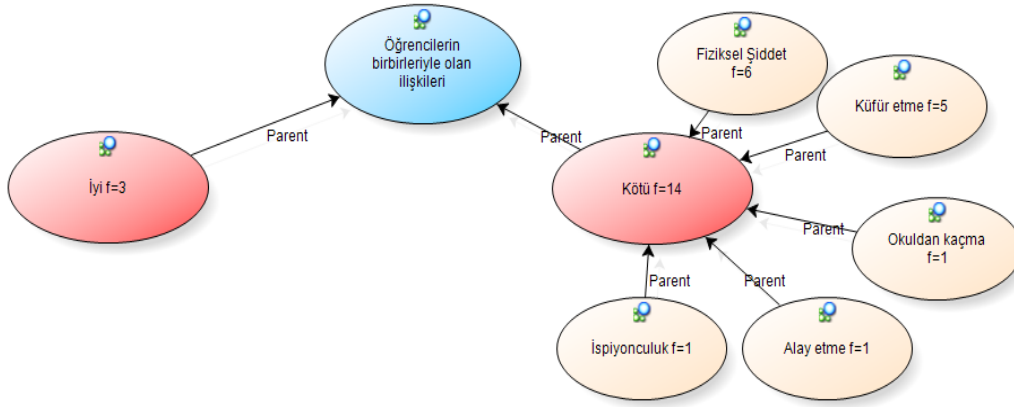 Öğrencilerin
birbirleriyle olan
ilişkileri
Fiziksel Şiddet
f=6
Küfür etme f=5
Parent
Parent
Parent
Parent
İyi f=3
Kötü f=14
Parent
Okuldan kaçma
f=1
Parent
Parent
İspiyonculuk f=1
Alay etme f=1